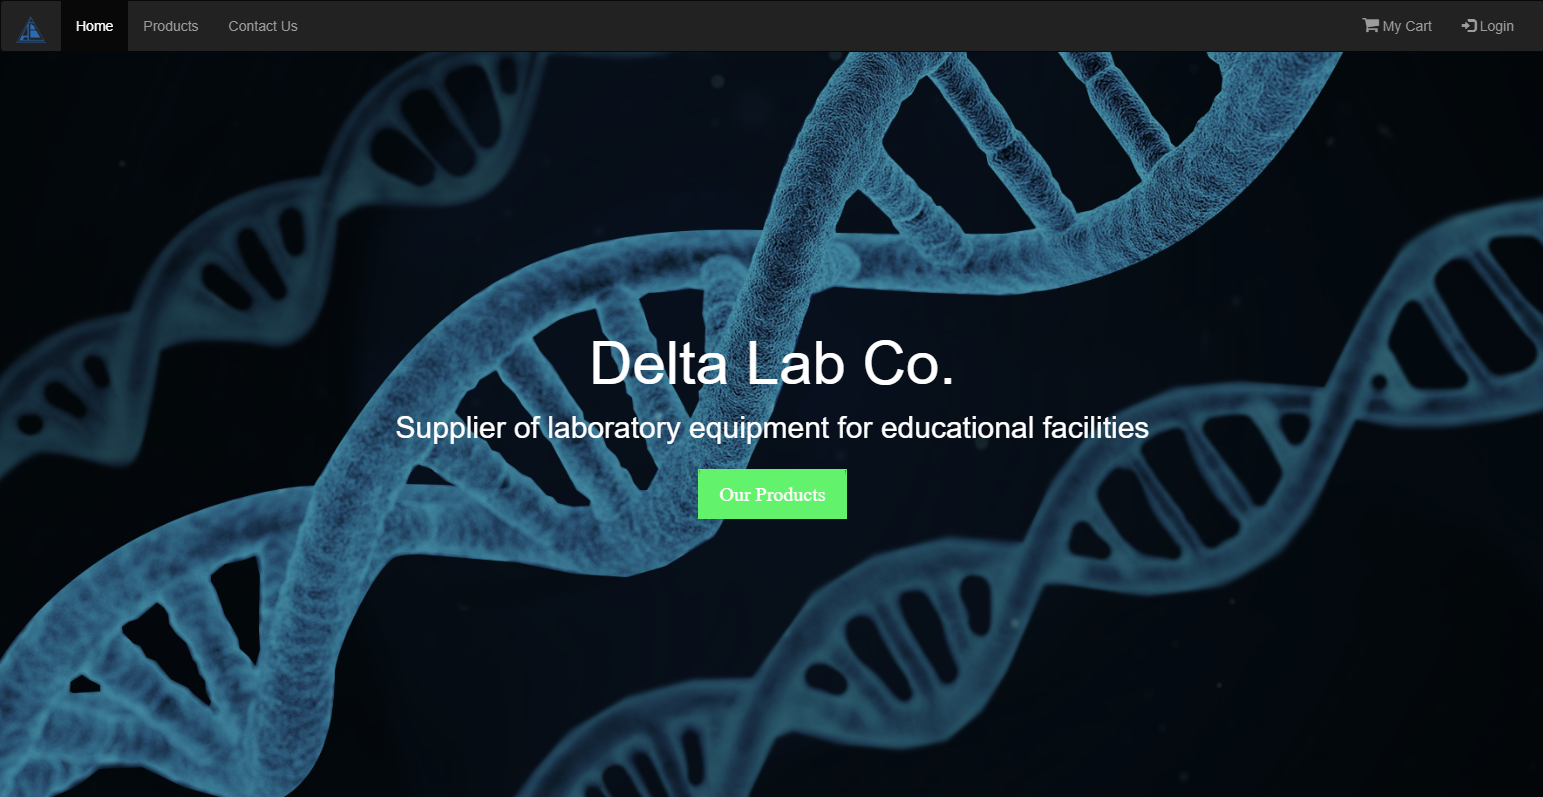 Home Products Contact Us My Cart Login
Delta Lab Co.
Supplier of laboratory equipment for educational facilities
Our Products